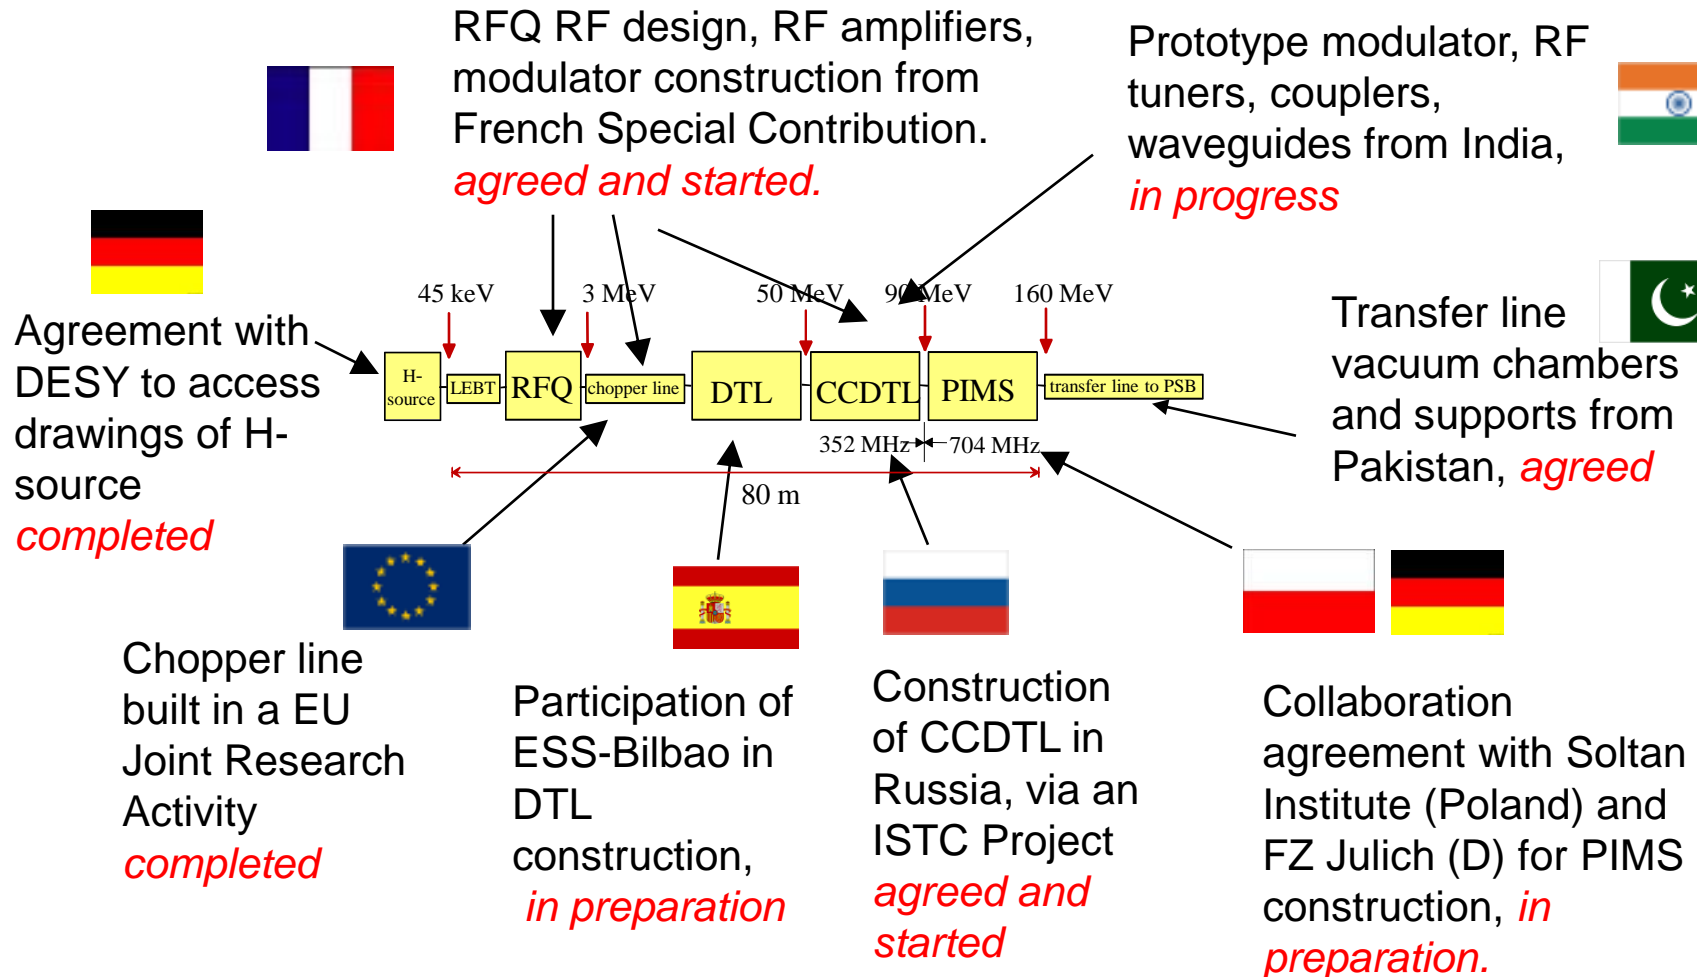 RFQ RF design, RF amplifiers,
modulator construction from
French Special Contribution.
agreed and started.
Prototype modulator, RF
tuners, couplers,
waveguides from India,
in progress
Agreement with
DESY to access
drawings of H-
source
completed
45 keV
3 MeV
50 MeV
90 MeV
160 MeV
H-
source
LEBT
RFQ
chopper line
DTL
CCDTL
PIMS
transfer line to PSB
352 MHz
704 MHz
80 m
Transfer line
vacuum chambers
and supports from
Pakistan, agreed
Chopper line
built in a EU
Joint Research
Activity
completed
Participation of
ESS-Bilbao in
DTL
construction,
in preparation
Construction
of CCDTL in
Russia, via an
ISTC Project
agreed and
started
Collaboration
agreement with Soltan
Institute (Poland) and
FZ Julich (D) for PIMS
construction, in
preparation.